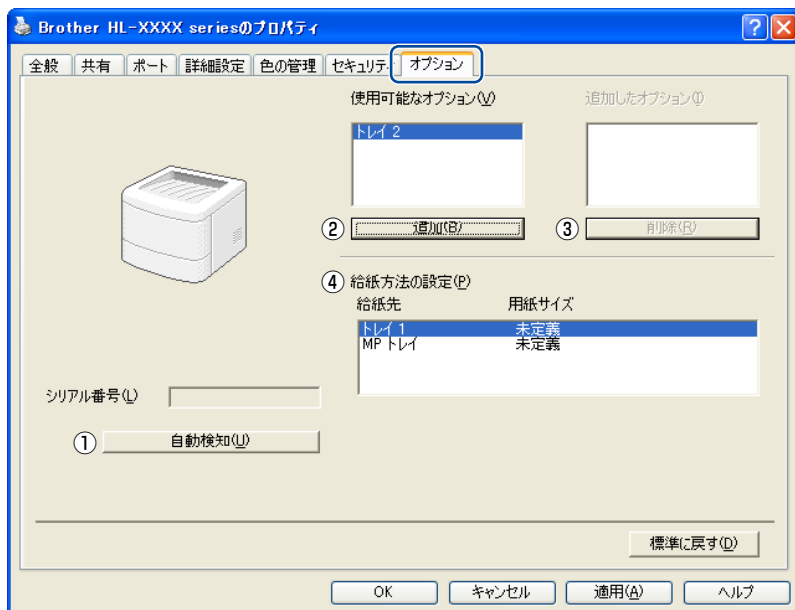 Brother HL-XXXX seriesのプロパティ
全般 共有 ポート 詳細設定 色の管理 セキュリティ オプション
使用可能なオプション(V) 追加したオプション(I)
トレイ 2
② 追加(B) ③ 削除(R)
④ 給紙方法の設定(P)
給紙先 用紙サイズ
トレイ 1 未定義
MP トレイ 未定義
シリアル番号(L)
① 自動検知(U)
標準に戻す(D)
OK キャンセル 適用(A) ヘルプ